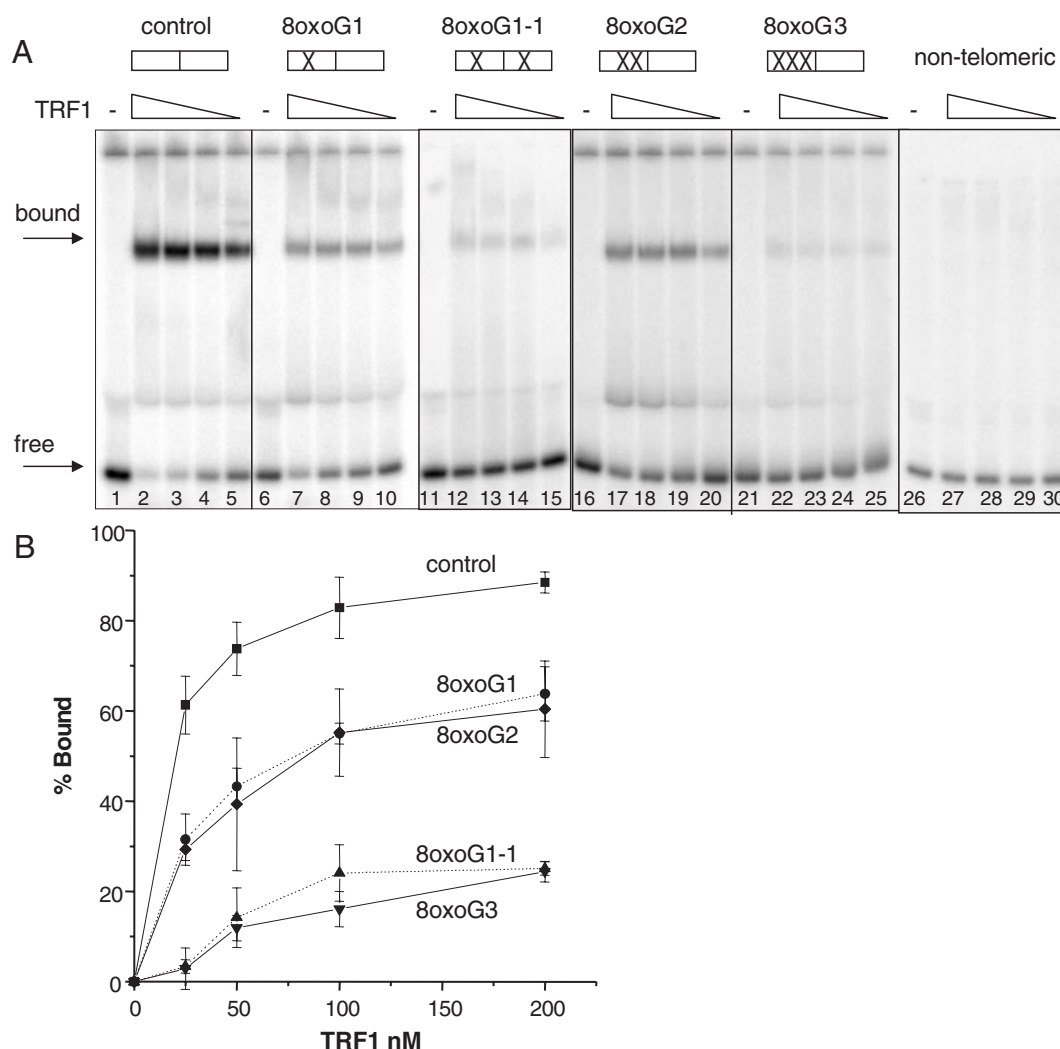 A
control 8oxoG1 8oxoG1-1 8oxoG2 8oxoG3 non-telomeric
X X X XX XXX
TRF1 - - - - - -
bound
free
1 2 3 4 5 6 7 8 9 10 11 12 13 14 15 16 17 18 19 20 21 22 23 24 25 26 27 28 29 30
B
100
80
60
40
20
0
% Bound
control
8oxoG1
8oxoG2
8oxoG1-1
8oxoG3
0 50 100 150 200
TRF1 nM